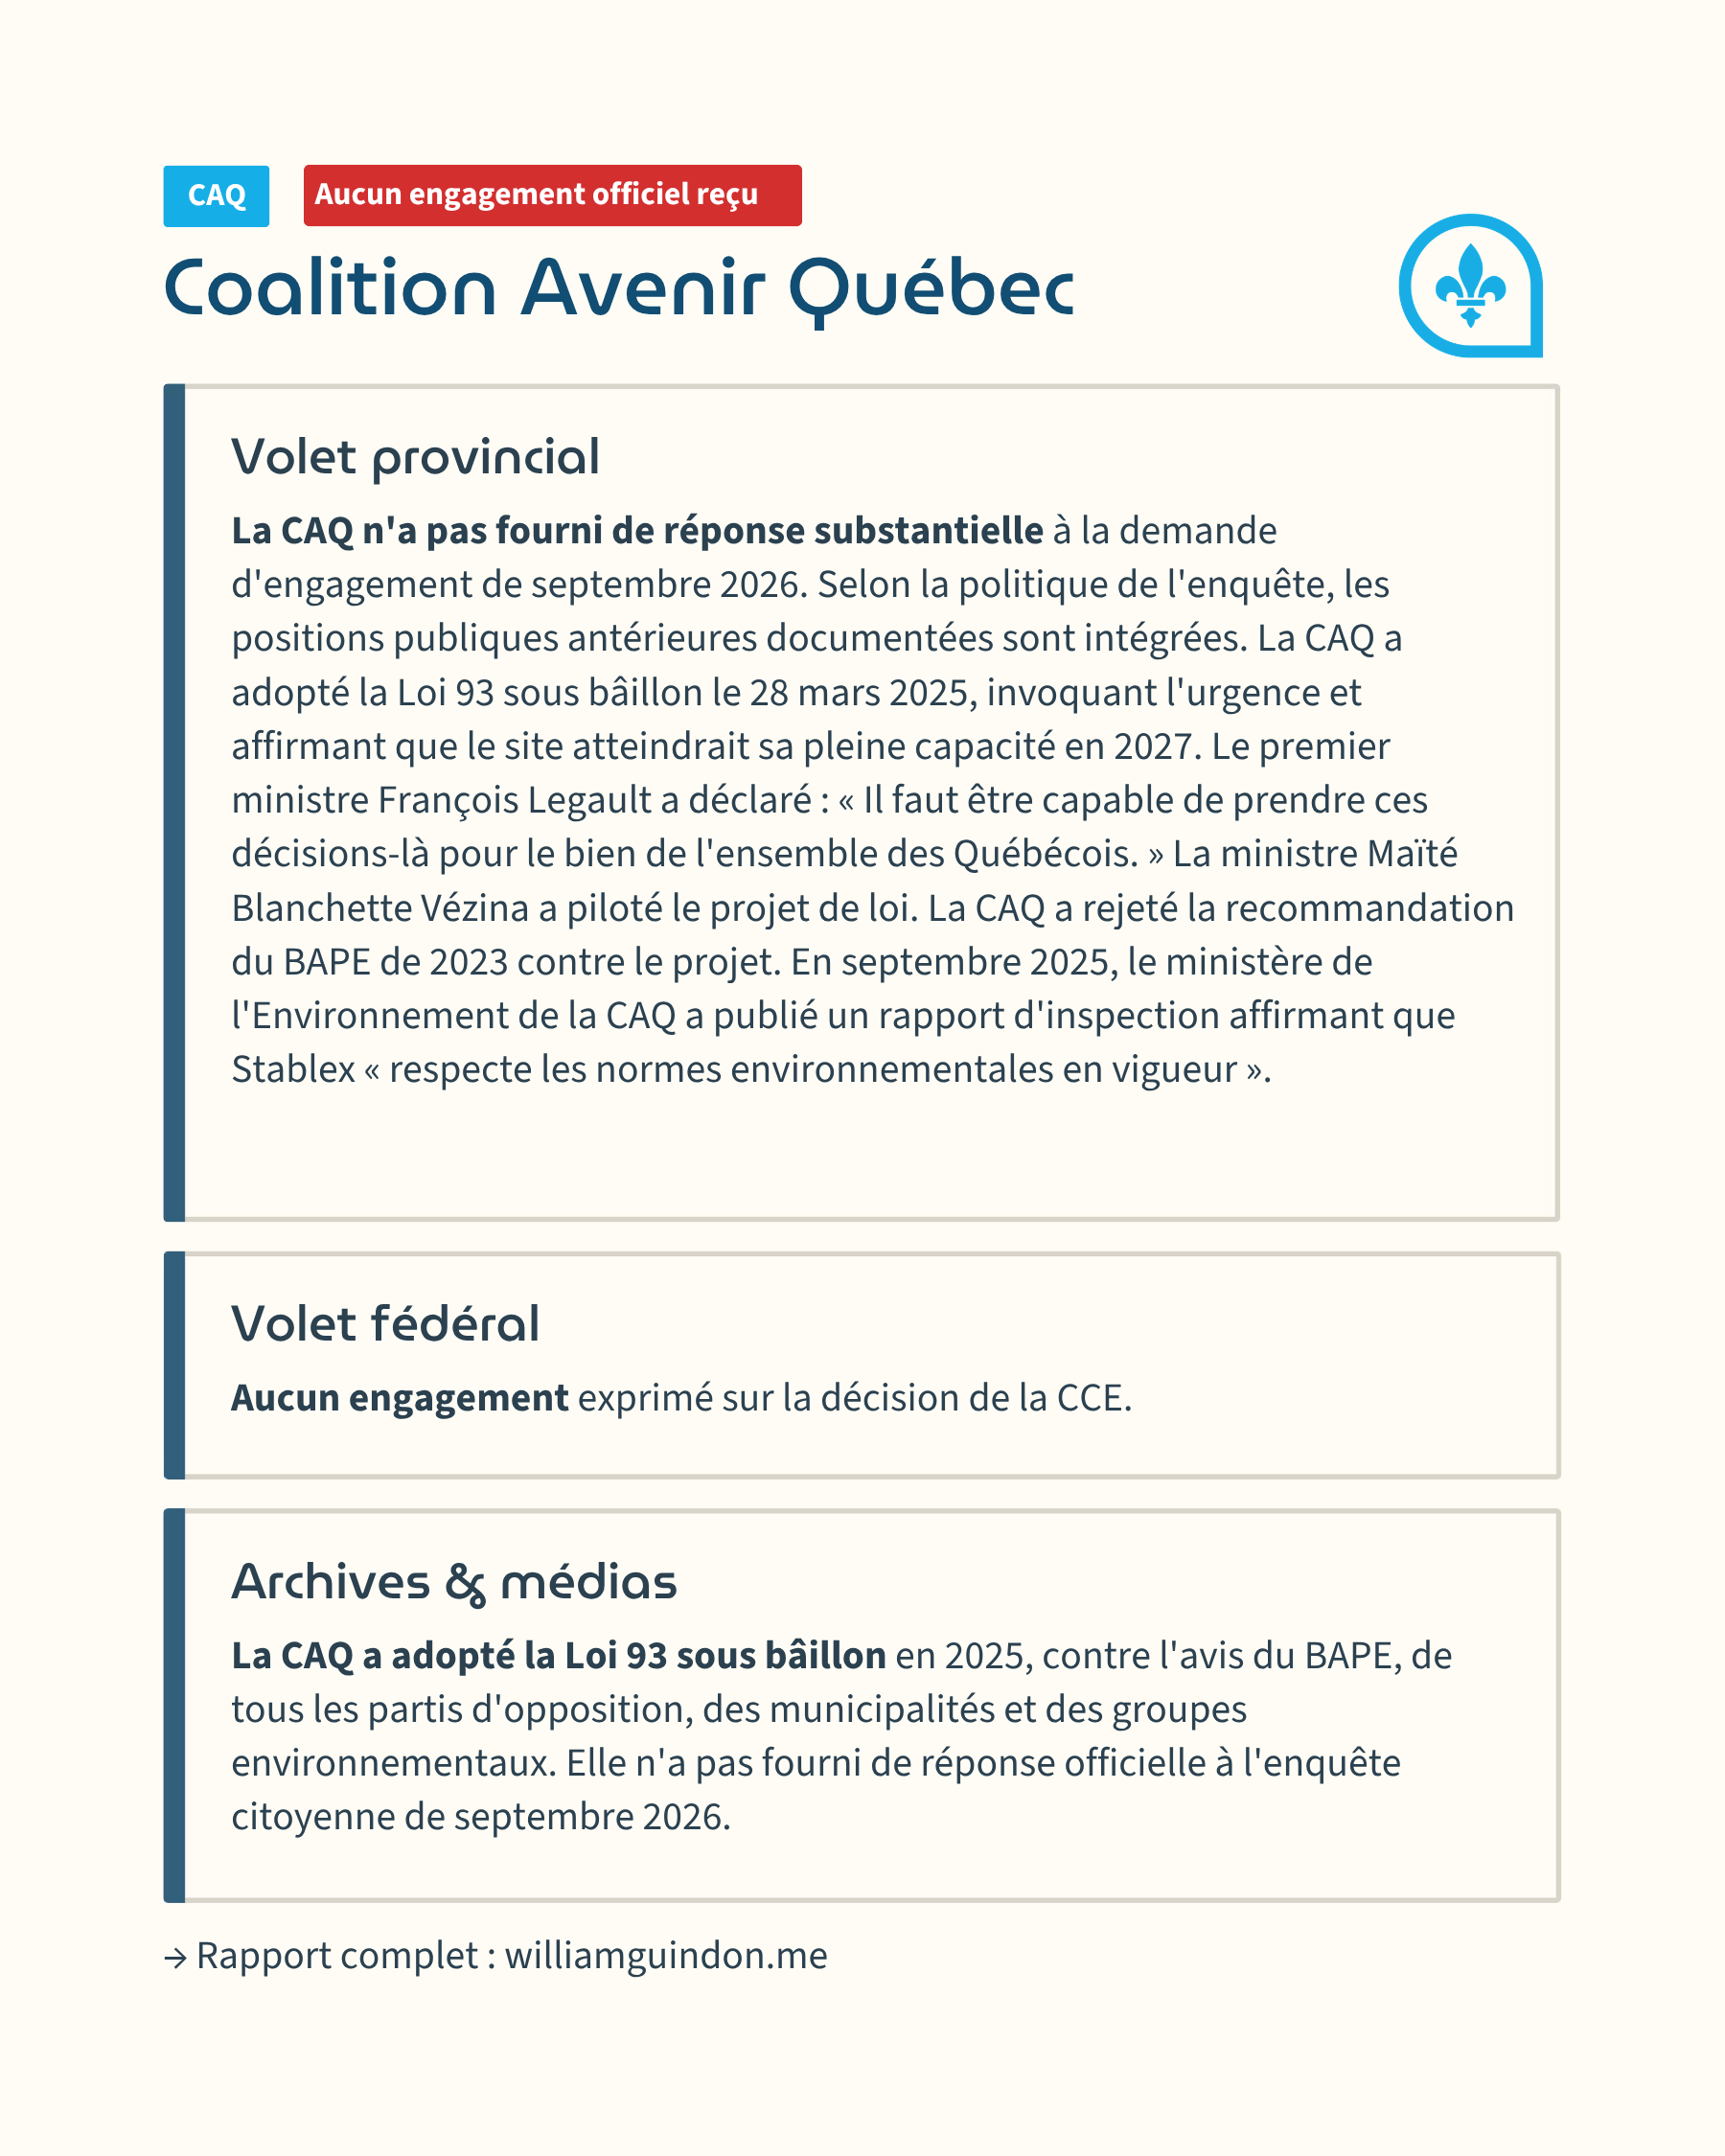 CAQ
Aucun engagement officiel reçu
Coalition Avenir Québec
Volet provincial
La CAQ n'a pas fourni de réponse substantielle à la demande
d'engagement de septembre 2026. Selon la politique de l'enquête, les
positions publiques antérieures documentées sont intégrées. La CAQ a
adopté la Loi 93 sous bâillon le 28 mars 2025, invoquant l'urgence et
affirmant que le site atteindrait sa pleine capacité en 2027. Le premier
ministre François Legault a déclaré : « Il faut être capable de prendre ces
décisions-là pour le bien de l'ensemble des Québécois. » La ministre Maïté
Blanchette Vézina a piloté le projet de loi. La CAQ a rejeté la recommandation
du BAPE de 2023 contre le projet. En septembre 2025, le ministère de
l'Environnement de la CAQ a publié un rapport d'inspection affirmant que
Stablex « respecte les normes environnementales en vigueur ».
Volet fédéral
Aucun engagement exprimé sur la décision de la CCE.
Archives & médias
La CAQ a adopté la Loi 93 sous bâillon en 2025, contre l'avis du BAPE, de
tous les partis d'opposition, des municipalités et des groupes
environnementaux. Elle n'a pas fourni de réponse officielle à l'enquête
citoyenne de septembre 2026.
→ Rapport complet : williamguindon.me